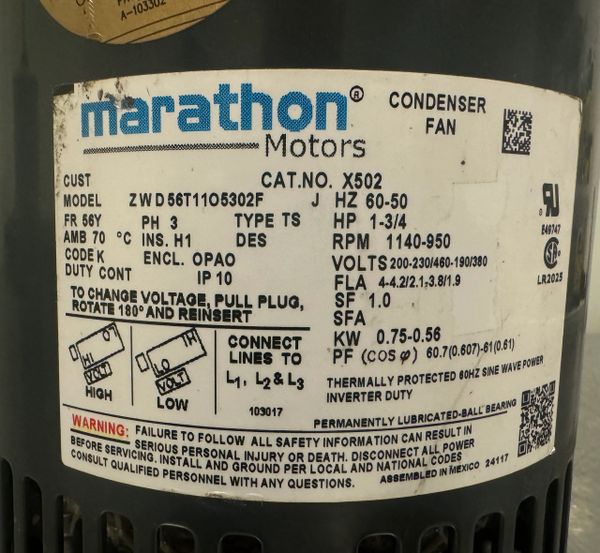 A-103302
marathon®
Motors
CONDENSER
FAN
CUST
CAT.NO. X502
MODEL ZWD56T11O5302F J HZ 60-50
FR 56Y PH 3 TYPE TS HP 1-3/4
AMB 70 °C INS. H1 DES RPM 1140-950
CODE K ENCL. OPAO VOLTS 200-230/460-190/380
DUTY CONT IP 10 FLA 4-4.2/2.1-3.8/1.9
SF 1.0
SFA
KW 0.75-0.56
PF (COS φ) 60.7(0.607)-61(0.61)
E49747
LR2025
TO CHANGE VOLTAGE, PULL PLUG,
ROTATE 180° AND REINSERT
HI
LO
VOLT
HIGH
LO
HI
VOLT
LOW
CONNECT
LINES TO
L1, L2 & L3
103017
THERMALLY PROTECTED 60HZ SINE WAVE POWER
INVERTER DUTY
PERMANENTLY LUBRICATED-BALL BEARING
WARNING: FAILURE TO FOLLOW ALL SAFETY INFORMATION CAN RESULT IN
SERIOUS PERSONAL INJURY OR DEATH. DISCONNECT ALL POWER
BEFORE SERVICING. INSTALL AND GROUND PER LOCAL AND NATIONAL CODES
CONSULT QUALIFIED PERSONNEL WITH ANY QUESTIONS.
ASSEMBLED IN MEXICO 24117